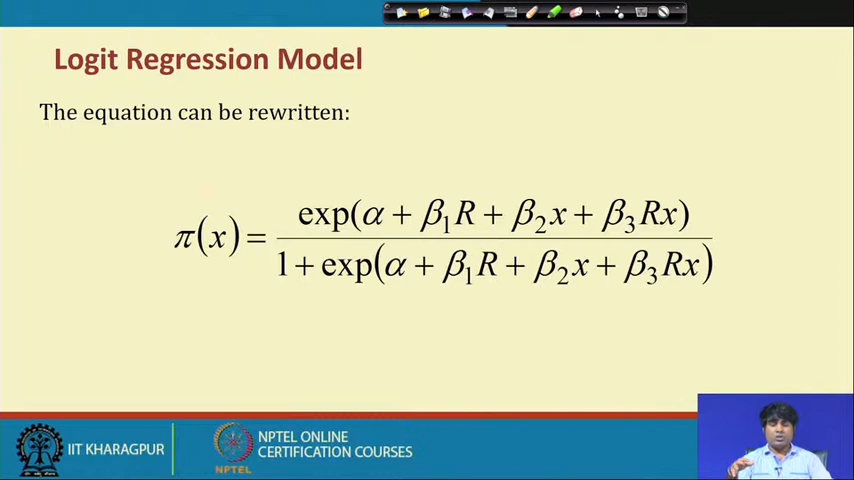 Logit Regression Model
The equation can be rewritten:
π(x) = exp(α + β₁R + β₂x + β₃Rx) / 1 + exp(α + β₁R + β₂x + β₃Rx)
IIT KHARAGPUR
NPTEL
NPTEL ONLINE
CERTIFICATION COURSES